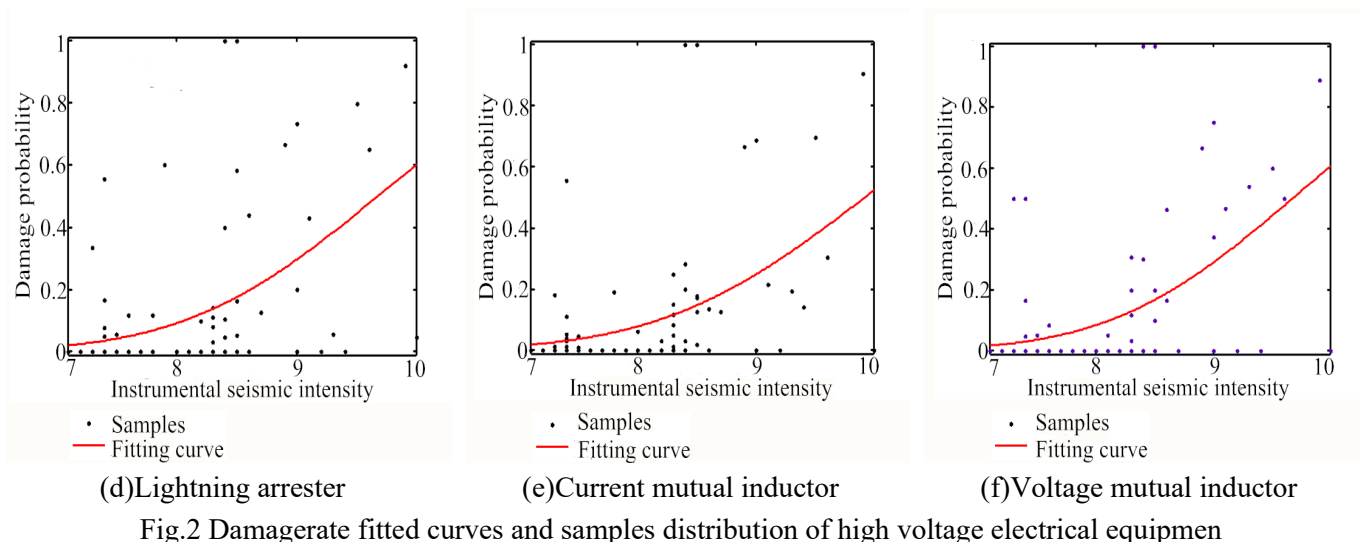 Damage probability
1
0.8
0.6
0.4
0.2
0
7 8 9 10
Instrumental seismic intensity
Samples
Fitting curve
(d)Lightning arrester
Damage probability
1
0.8
0.6
0.4
0.2
0
7 8 9 10
Instrumental seismic intensity
Samples
Fitting curve
(e)Current mutual inductor
Damage probability
1
0.8
0.6
0.4
0.2
0
7 8 9 10
Instrumental seismic intensity
Samples
Fitting curve
(f)Voltage mutual inductor
Fig.2 Damagerate fitted curves and samples distribution of high voltage electrical equipmen